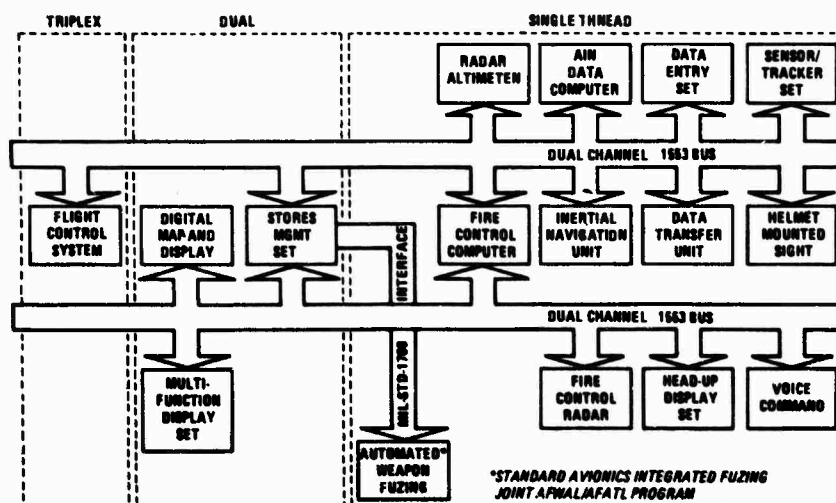 TRIPLEX
DUAL
SINGLE THREAD
RADAR
ALTIMETEN
AIN
DATA
COMPUTER
DATA
ENTRY
SET
SENSOR/
TRACKER
SET
DUAL CHANNEL 1553 BUS
FLIGHT
CONTROL
SYSTEM
DIGITAL
MAP AND
DISPLAY
STORES
MGMT
SET
FIRE
CONTROL
COMPUTER
INERTIAL
NAVIGATION
UNIT
DATA
TRANSFER
UNIT
HELMET
MOUNTED
SIGHT
INTERFACE
DUAL CHANNEL 1553 BUS
MIL-STD-1760
MULTI-
FUNCTION
DISPLAY
SET
FIRE
CONTROL
RADAR
HEAD-UP
DISPLAY
SET
VOICE
COMMAND
AUTOMATED*
WEAPON
FUZING
*STANDARD AVIONICS INTEGRATED FUZING
JOINT AFWAL/AFATL PROGRAM